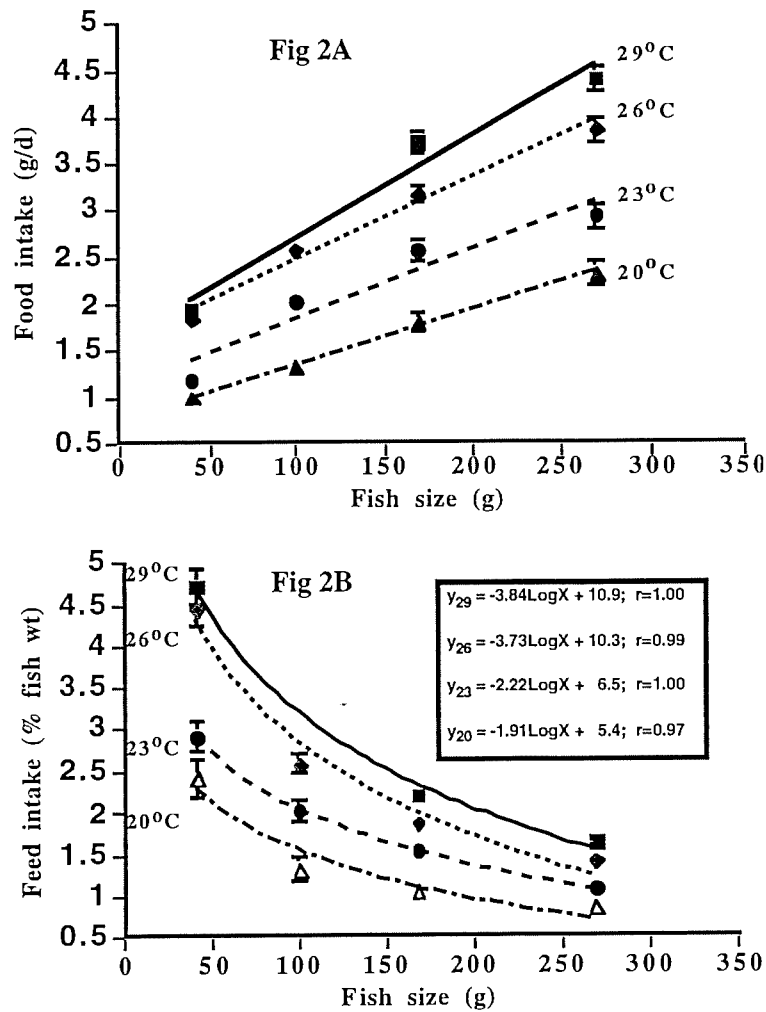 Fig 2A
5
4.5
4
3.5
3
2.5
2
1.5
1
0.5
Food intake (g/d)
29°C
26°C
23°C
20°C
0 50 100 150 200 250 300 350
Fish size (g)
Fig 2B
5
4.5
4
3.5
3
2.5
2
1.5
1
0.5
Feed intake (% fish wt)
29°C
26°C
23°C
20°C
y29 = -3.84LogX + 10.9; r=1.00
y26 = -3.73LogX + 10.3; r=0.99
y23 = -2.22LogX + 6.5; r=1.00
y20 = -1.91LogX + 5.4; r=0.97
0 50 100 150 200 250 300 350
Fish size (g)